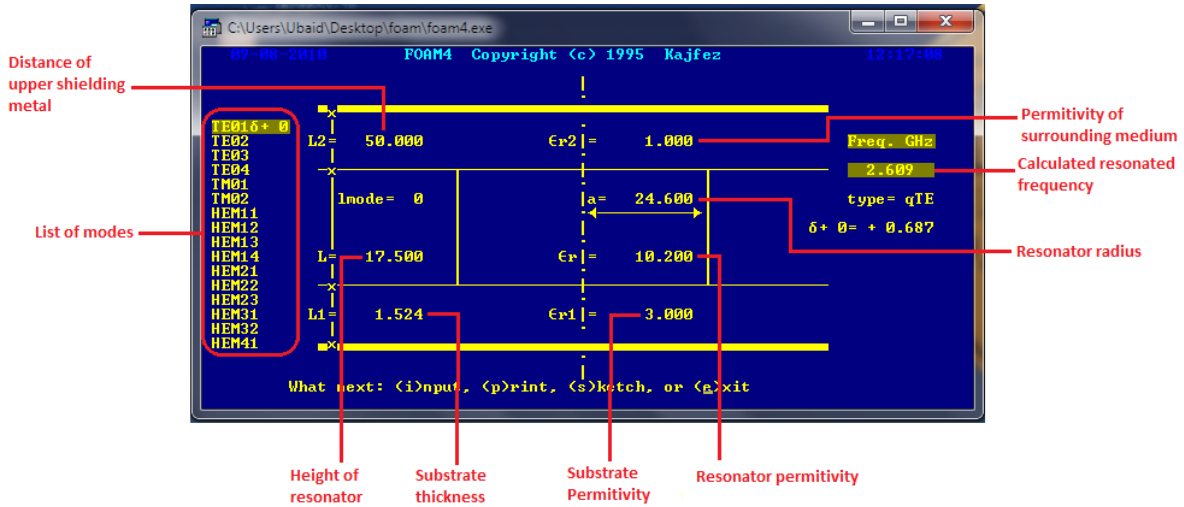 C:\Users\Ubaid\Desktop\foam\foam4.exe
09-08-2010 FOAM4 Copyright (c) 1995 Kajfez 12:17:08
Distance of
upper shielding
metal
TE01δ+ 0
TE02
TE03
TE04
TM01
TM02
HEM11
HEM12
HEM13
HEM14
HEM21
HEM22
HEM23
HEM31
HEM32
HEM41
List of modes
L2= 50.000 εr2 = 1.000
lmode= 0 a= 24.600
L= 17.500 εr = 10.200
L1= 1.524 εr1 = 3.000
Freq. GHz
2.609
type= qTE
δ+ 0= + 0.687
Permitivity of
surrounding medium
Calculated resonated
frequency
Resonator radius
What next: (i)nput, (p)rint, (s)ketch, or (e)xit
Height of
resonator
Substrate
thickness
Substrate
Permitivity
Resonator permitivity